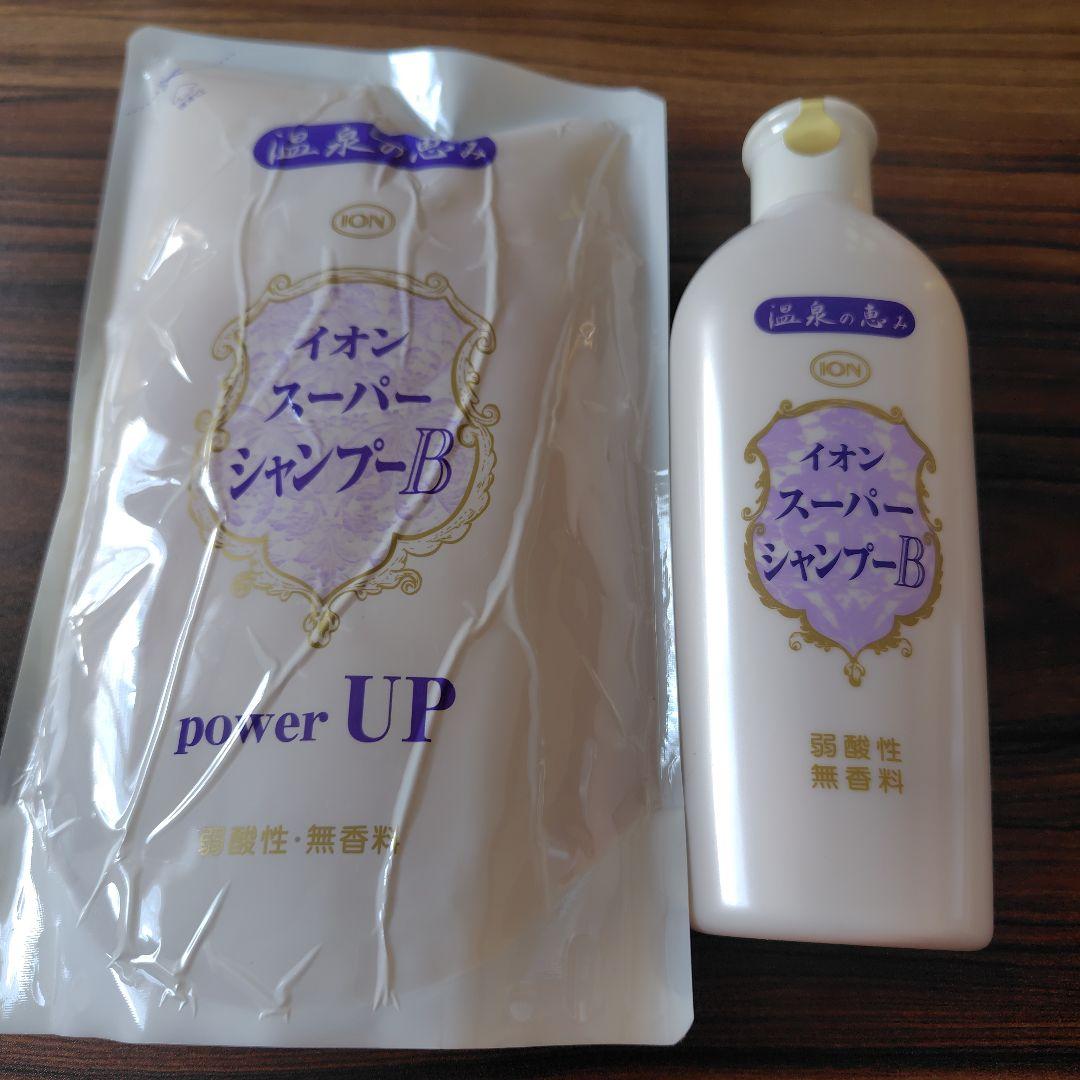 温泉の恵み
ION
イオン
スーパー
シャンプーB
power UP
弱酸性・無香料
温泉の恵み
ION
イオン
スーパー
シャンプーB
弱酸性
無香料